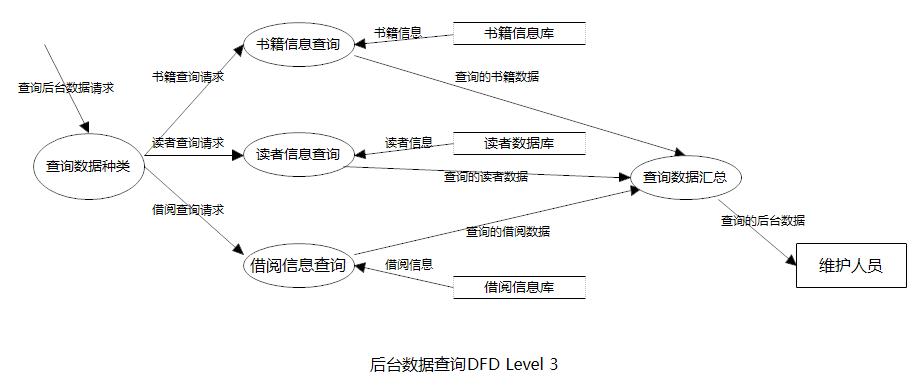 书籍信息查询
书籍信息
书籍信息库
查询后台数据请求
书籍查询请求
查询的书籍数据
查询数据种类
读者查询请求
读者信息查询
读者信息
读者数据库
查询的读者数据
查询数据汇总
借阅查询请求
查询的借阅数据
查询的后台数据
借阅信息查询
借阅信息
借阅信息库
维护人员
后台数据查询DFD Level 3